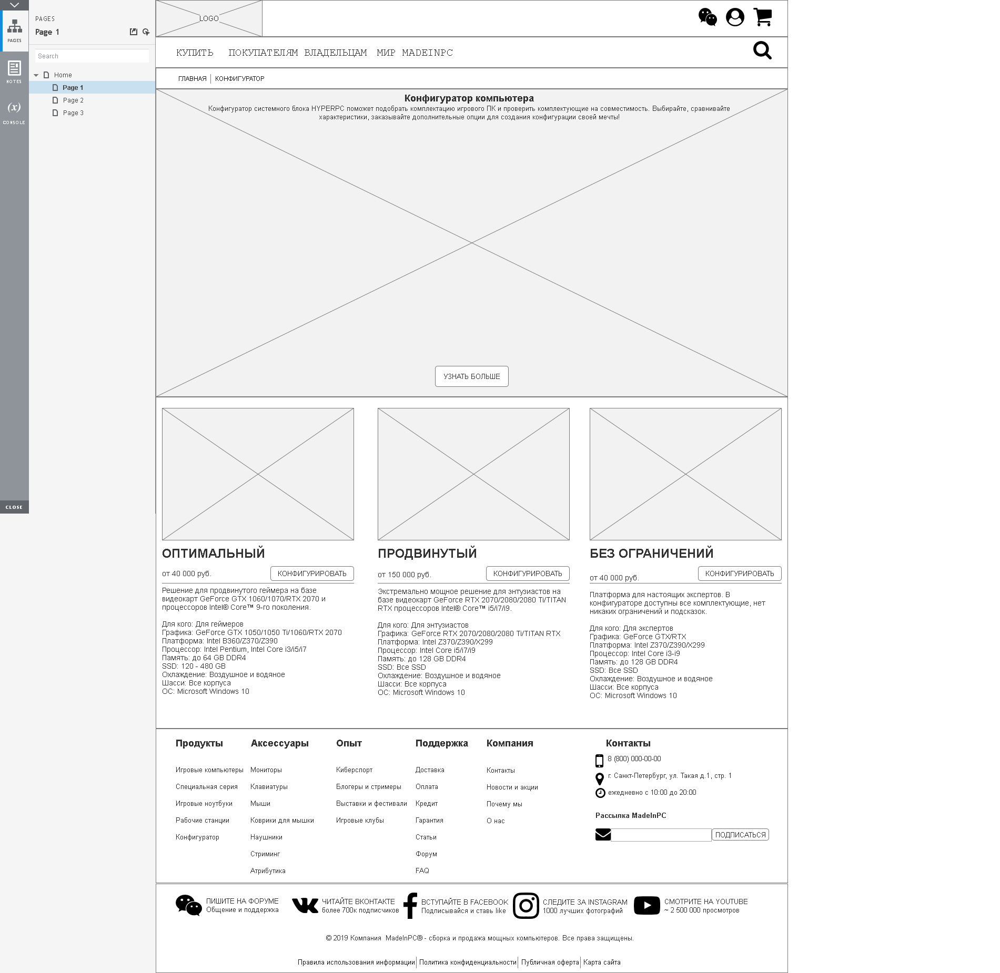 PAGES
Page 1
PAGES
Search
Home
NOTES
Page 1
Page 2
(x)
Page 3
CONSOLE
CLOSE
LOGO
КУПИТЬ ПОКУПАТЕЛЯМ ВЛАДЕЛЬЦАМ МИР MADEINPC
ГЛАВНАЯ КОНФИГУРАТОР
Конфигуратор компьютера
Конфигуратор системного блока HYPERPC поможет подобрать комплектацию игрового ПК и проверить комплектующие на совместимость. Выбирайте, сравнивайте
характеристики, заказывайте дополнительные опции для создания конфигурации своей мечты!
УЗНАТЬ БОЛЬШЕ
ОПТИМАЛЬНЫЙ
от 40 000 руб.
КОНФИГУРИРОВАТЬ
Решение для продвинутого геймера на базе
видеокарт GeForce GTX 1060/1070/RTX 2070 и
процессоров Intel® Core™ 9-го поколения.
Для кого: Для геймеров
Графика: GeForce GTX 1050/1050 Ti/1060/RTX 2070
Платформа: Intel B360/Z370/Z390
Процессор: Intel Pentium, Intel Core i3/i5/i7
Память: до 64 GB DDR4
SSD: 120 - 480 GB
Охлаждение: Воздушное и водяное
Шасси: Все корпуса
ОС: Microsoft Windows 10
ПРОДВИНУТЫЙ
от 150 000 руб.
КОНФИГУРИРОВАТЬ
Экстремально мощное решение для энтузиастов на
базе видеокарт GeForce RTX 2070/2080/2080 Ti/TITAN
RTX процессоров Intel® Core™ i5/i7/i9.
Для кого: Для энтузиастов
Графика: GeForce RTX 2070/2080/2080 Ti/TITAN RTX
Платформа: Intel Z370/Z390/X299
Процессор: Intel Core i5/i7/i9
Память: до 128 GB DDR4
SSD: Все SSD
Охлаждение: Воздушное и водяное
Шасси: Все корпуса
ОС: Microsoft Windows 10
БЕЗ ОГРАНИЧЕНИЙ
от 40 000 руб.
КОНФИГУРИРОВАТЬ
Платформа для настоящих экспертов. В
конфигураторе доступны все комплектующие, нет
никаких ограничений и подсказок.
Для кого: Для экспертов
Графика: GeForce GTX/RTX
Платформа: Intel Z370/Z390/X299
Процессор: Intel Core i3-i9
Память: до 128 GB DDR4
SSD: Все SSD
Охлаждение: Воздушное и водяное
Шасси: Все корпуса
ОС: Microsoft Windows 10
Продукты
Игровые компьютеры
Специальная серия
Игровые ноутбуки
Рабочие станции
Конфигуратор
Аксессуары
Мониторы
Клавиатуры
Мыши
Коврики для мышки
Наушники
Стриминг
Атрибутика
Опыт
Киберспорт
Блогеры и стримеры
Выставки и фестивали
Игровые клубы
Поддержка
Доставка
Оплата
Кредит
Гарантия
Статьи
Форум
FAQ
Компания
Контакты
Новости и акции
Почему мы
О нас
Контакты
8 (800) 000-00-00
г. Санкт-Петербург, ул. Такая д.1, стр. 1
ежедневно с 10:00 до 20:00
Рассылка MadeInPC
ПОДПИСАТЬСЯ
ПИШИТЕ НА ФОРУМЕ
Общение и поддержка
ЧИТАЙТЕ ВКОНТАКТЕ
более 700к подписчиков
ВСТУПАЙТЕ В FACEBOOK
Подписывайся и ставь like
СЛЕДИТЕ ЗА INSTAGRAM
1000 лучших фотографий
СМОТРИТЕ НА YOUTUBE
~ 2 500 000 просмотров
© 2019 Компания MadeInPC® - сборка и продажа мощных компьютеров. Все права защищены.
Правила использования информации Политика конфиденциальности Публичная оферта Карта сайта